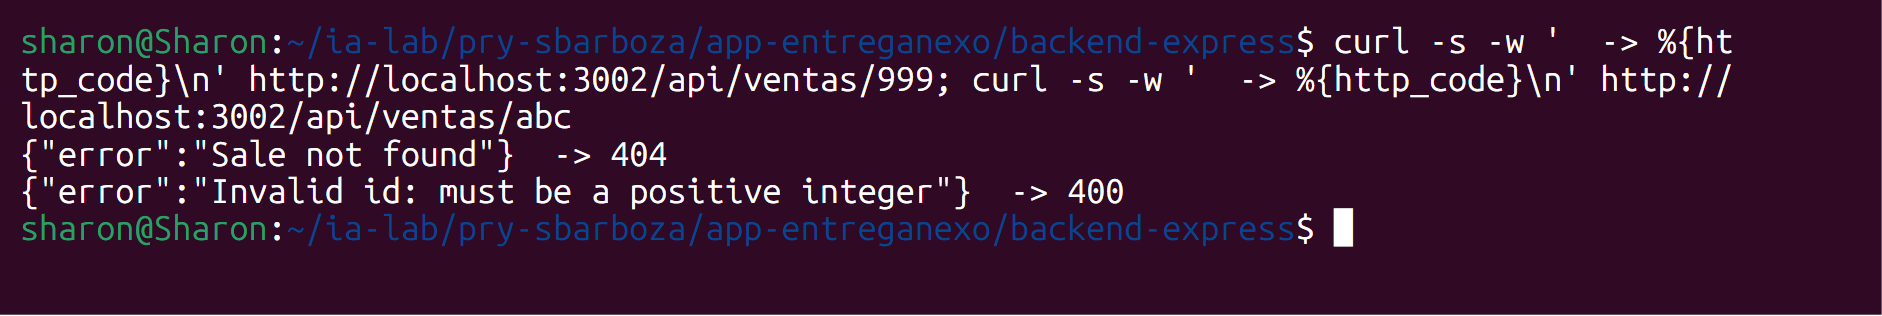 sharon@Sharon:~/ia-lab/pry-sbarboza/app-entreganexo/backend-express$ curl -s -w '  -> %{ht
tp_code}\n' http://localhost:3002/api/ventas/999; curl -s -w '  -> %{http_code}\n' http://
localhost:3002/api/ventas/abc
{"error":"Sale not found"}  -> 404
{"error":"Invalid id: must be a positive integer"}  -> 400
sharon@Sharon:~/ia-lab/pry-sbarboza/app-entreganexo/backend-express$